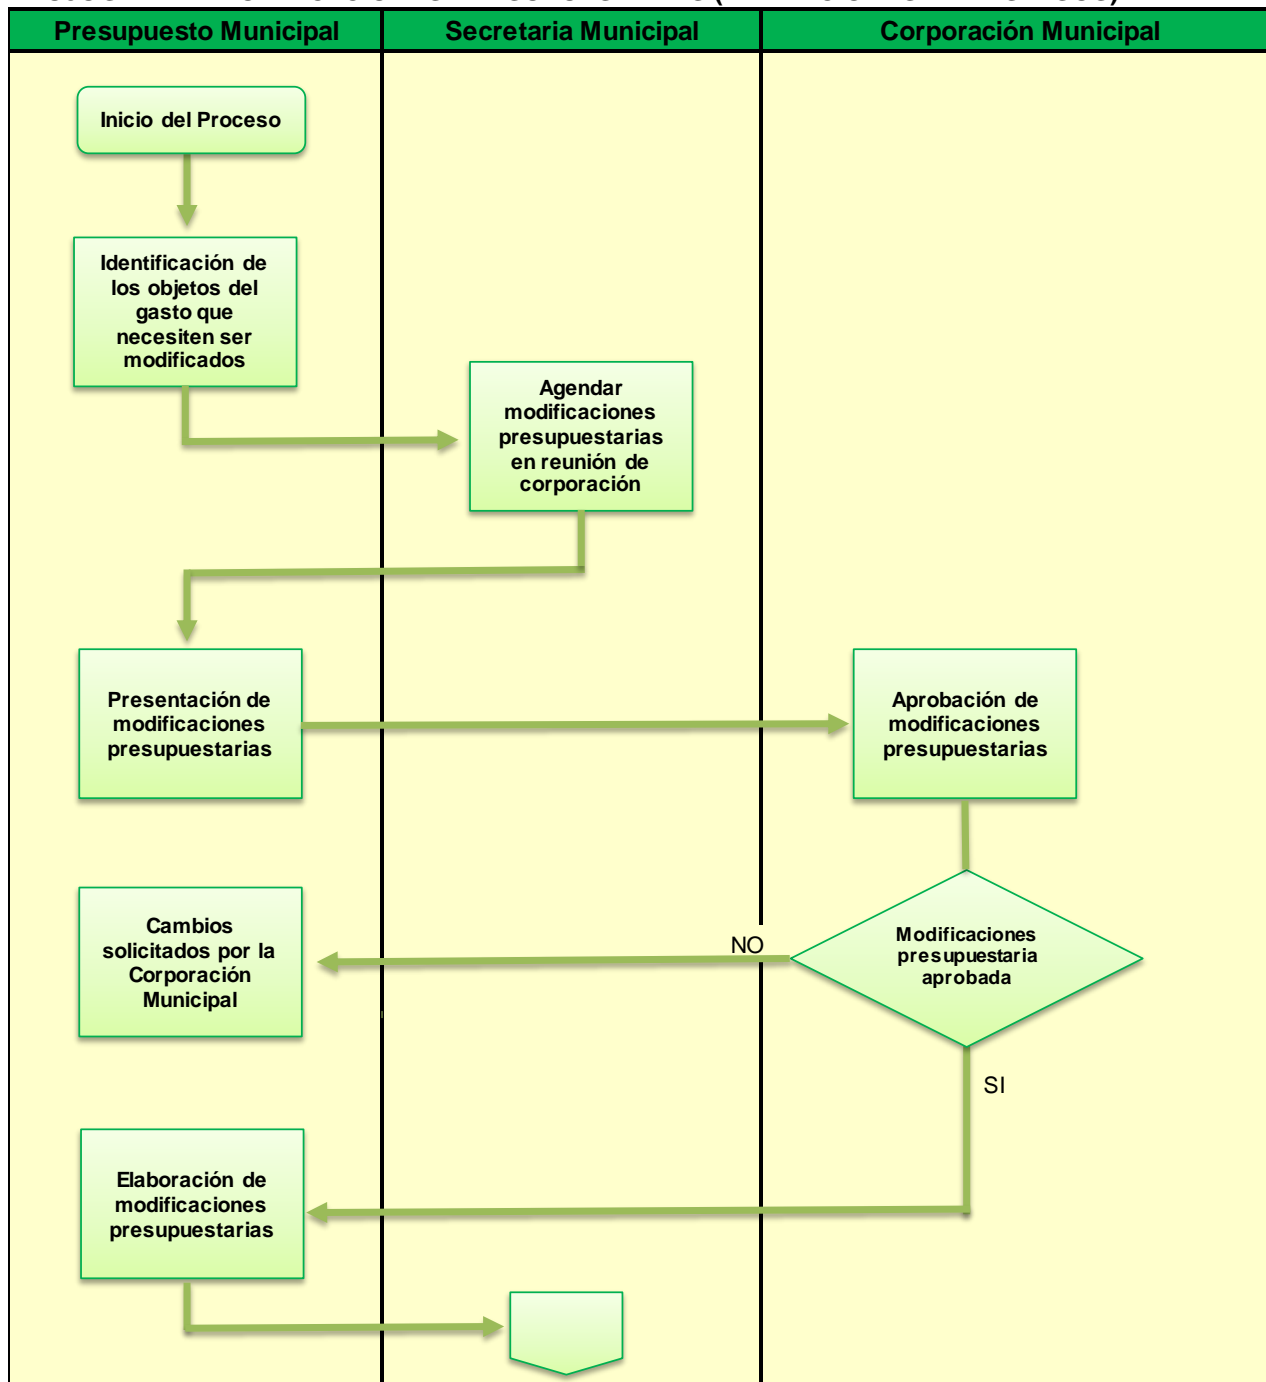 Presupuesto Municipal
Secretaria Municipal
Corporación Municipal
Inicio del Proceso
Identificación de
los objetos del
gasto que
necesiten ser
modificados
Agendar
modificaciones
presupuestarias
en reunión de
corporación
Presentación de
modificaciones
presupuestarias
Aprobación de
modificaciones
presupuestarias
Cambios
solicitados por la
Corporación
Municipal
NO
Modificaciones
presupuestaria
aprobada
SI
Elaboración de
modificaciones
presupuestarias